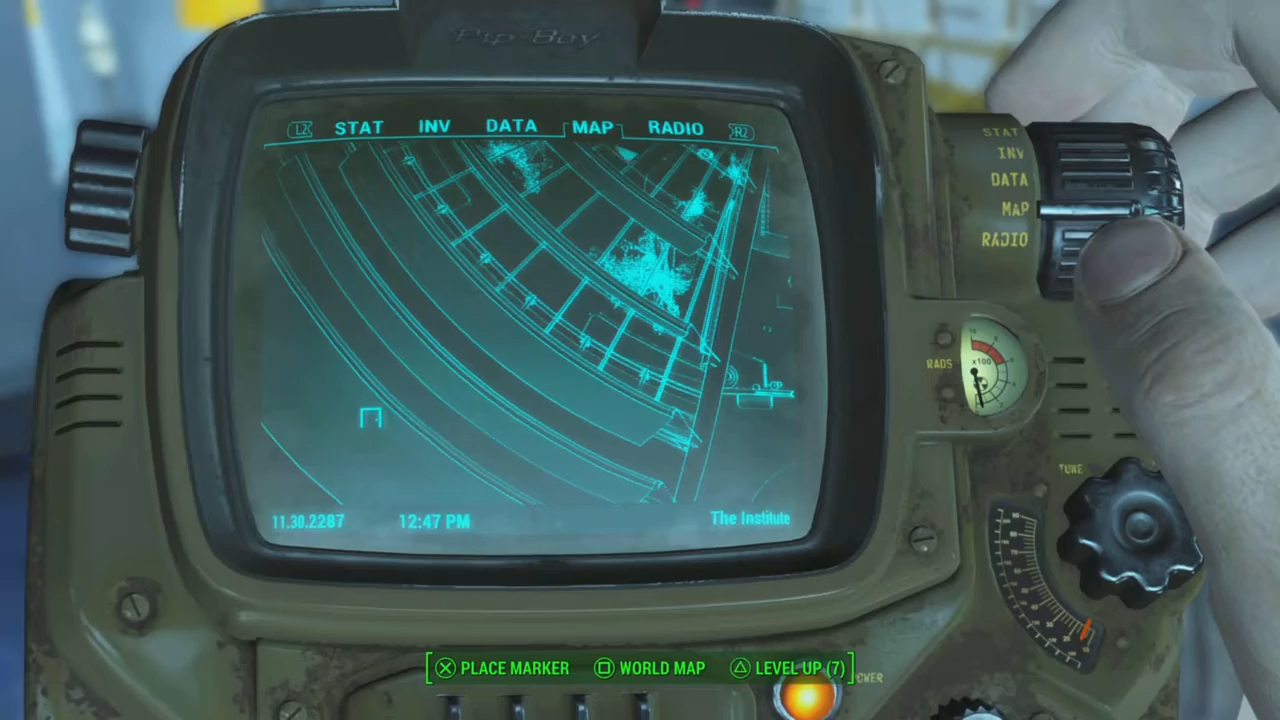 Pip-Boy
L2 STAT INV DATA MAP RADIO R2
STAT
INV
DATA
MAP
RADIO
RADS
x100
TUNE
11.30.2287 12:47 PM The Institute
PLACE MARKER WORLD MAP LEVEL UP (7)
POWER